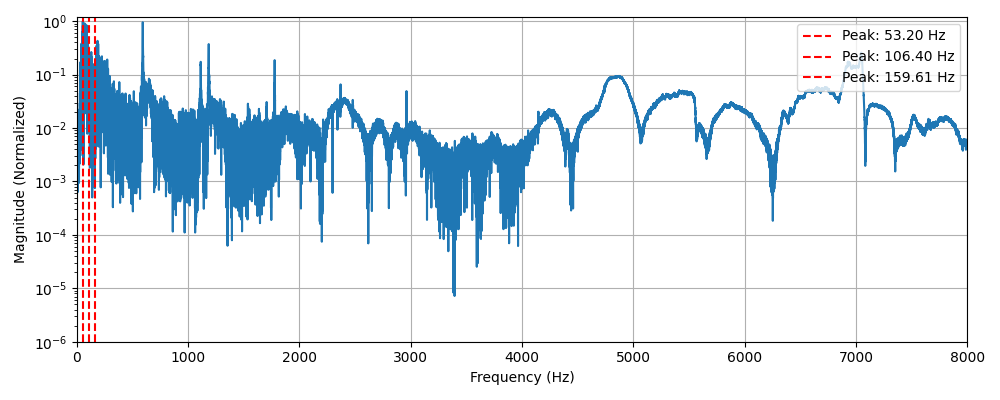 10⁰
10⁻¹
10⁻²
10⁻³
10⁻⁴
10⁻⁵
10⁻⁶
Magnitude (Normalized)
Peak: 53.20 Hz
Peak: 106.40 Hz
Peak: 159.61 Hz
0 1000 2000 3000 4000 5000 6000 7000 8000
Frequency (Hz)